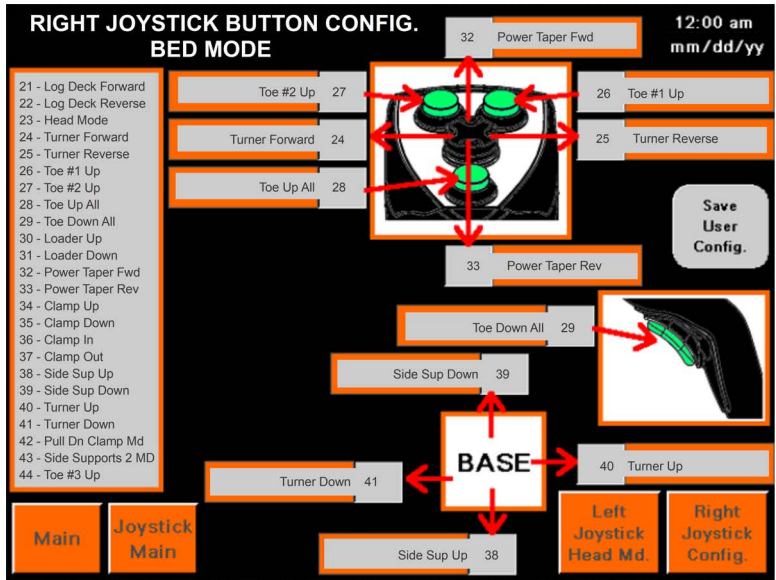 RIGHT JOYSTICK BUTTON CONFIG.
BED MODE
12:00 am
mm/dd/yy
32 Power Taper Fwd
21 - Log Deck Forward
22 - Log Deck Reverse
23 - Head Mode
24 - Turner Forward
25 - Turner Reverse
26 - Toe #1 Up
27 - Toe #2 Up
28 - Toe Up All
29 - Toe Down All
30 - Loader Up
31 - Loader Down
32 - Power Taper Fwd
33 - Power Taper Rev
34 - Clamp Up
35 - Clamp Down
36 - Clamp In
37 - Clamp Out
38 - Side Sup Up
39 - Side Sup Down
40 - Turner Up
41 - Turner Down
42 - Pull Dn Clamp Md
43 - Side Supports 2 MD
44 - Toe #3 Up
Toe #2 Up 27
26 Toe #1 Up
Turner Forward 24
25 Turner Reverse
Toe Up All 28
Save
User
Config.
33 Power Taper Rev
Toe Down All 29
Side Sup Down 39
BASE
40 Turner Up
Turner Down 41
Side Sup Up 38
Main
Joystick
Main
Left
Joystick
Head Md.
Right
Joystick
Config.